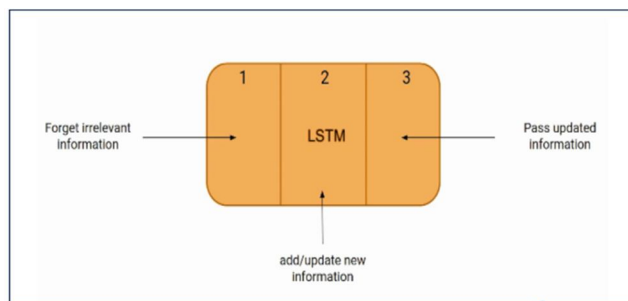 1 2 3
Forget irrelevant
information
LSTM
Pass updated
information
add/update new
information